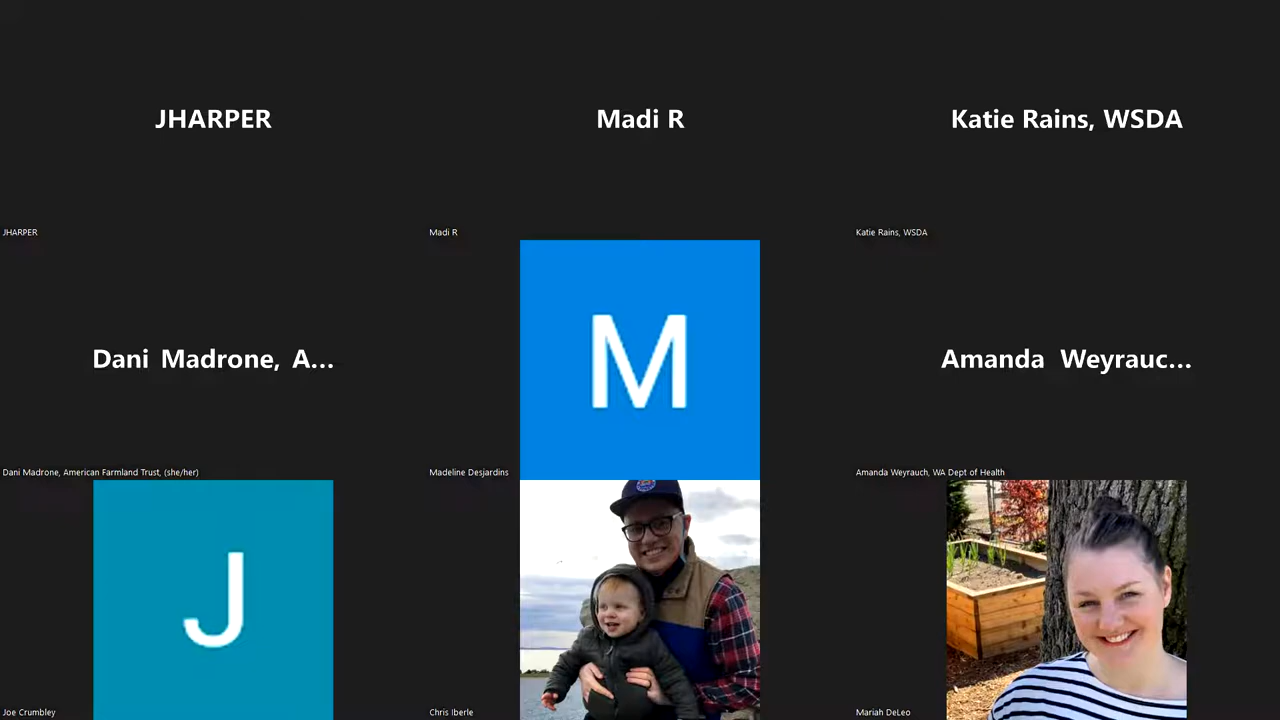 JHARPER
Madi R
Katie Rains, WSDA
JHARPER
Madi R
Katie Rains, WSDA
Dani Madrone, A...
M
Amanda Weyrauc...
Dani Madrone, American Farmland Trust, (she/her)
Madeline Desjardins
Amanda Weyrauch, WA Dept of Health
J
Joe Crumbley
Chris Iberle
Mariah DeLeo